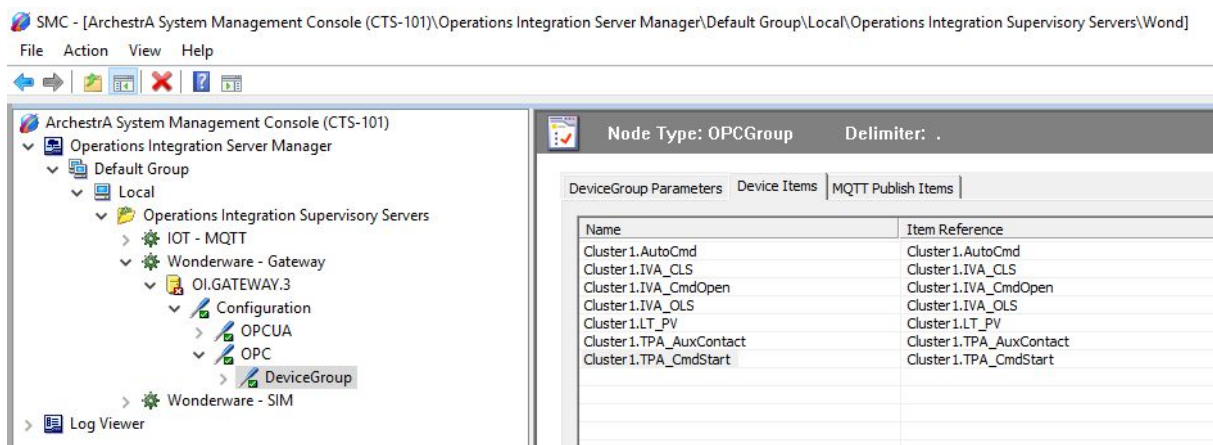 SMC - [ArchestrA System Management Console (CTS-101)\Operations Integration Server Manager\Default Group\Local\Operations Integration Supervisory Servers\Wond]
File Action View Help
ArchestrA System Management Console (CTS-101)
Operations Integration Server Manager
Default Group
Local
Operations Integration Supervisory Servers
IOT - MQTT
Wonderware - Gateway
OI.GATEWAY.3
Configuration
OPCUA
OPC
DeviceGroup
Wonderware - SIM
Log Viewer
Node Type: OPCGroup Delimiter: .
DeviceGroup Parameters Device Items MQTT Publish Items
Name Item Reference
Cluster1.AutoCmd Cluster1.AutoCmd
Cluster1.IVA_CLS Cluster1.IVA_CLS
Cluster1.IVA_CmdOpen Cluster1.IVA_CmdOpen
Cluster1.IVA_OLS Cluster1.IVA_OLS
Cluster1.LT_PV Cluster1.LT_PV
Cluster1.TPA_AuxContact Cluster1.TPA_AuxContact
Cluster1.TPA_CmdStart Cluster1.TPA_CmdStart